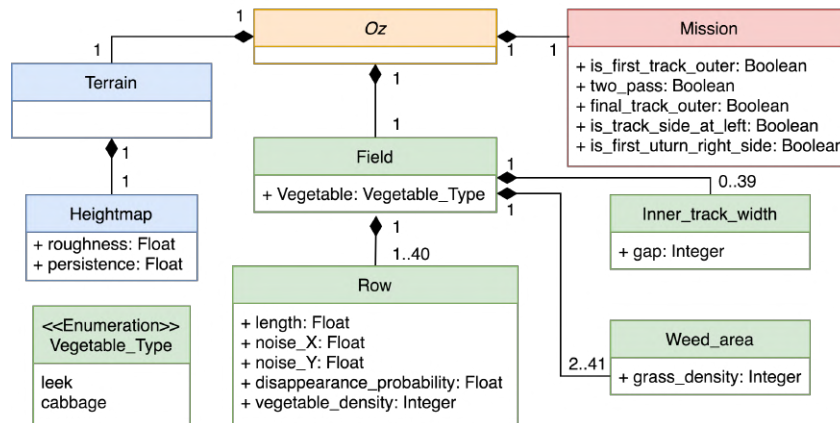 Oz
1
1
1
1
Mission
+ is_first_track_outer: Boolean
+ two_pass: Boolean
+ final_track_outer: Boolean
+ is_track_side_at_left: Boolean
+ is_first_uturn_right_side: Boolean
Terrain
1
1
Heightmap
+ roughness: Float
+ persistence: Float
1
1
Field
+ Vegetable: Vegetable_Type
1
0..39
Inner_track_width
+ gap: Integer
1
2..41
Weed_area
+ grass_density: Integer
1
1..40
Row
+ length: Float
+ noise_X: Float
+ noise_Y: Float
+ disappearance_probability: Float
+ vegetable_density: Integer
<<Enumeration>>
Vegetable_Type
leek
cabbage